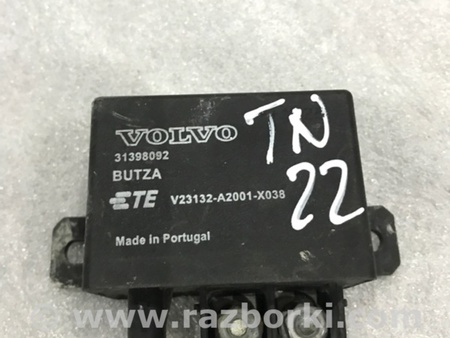 VOLVO
31398092
BUTZA
TE V23132-A2001-X038
Made in Portugal
TN
22
www.razborki.com